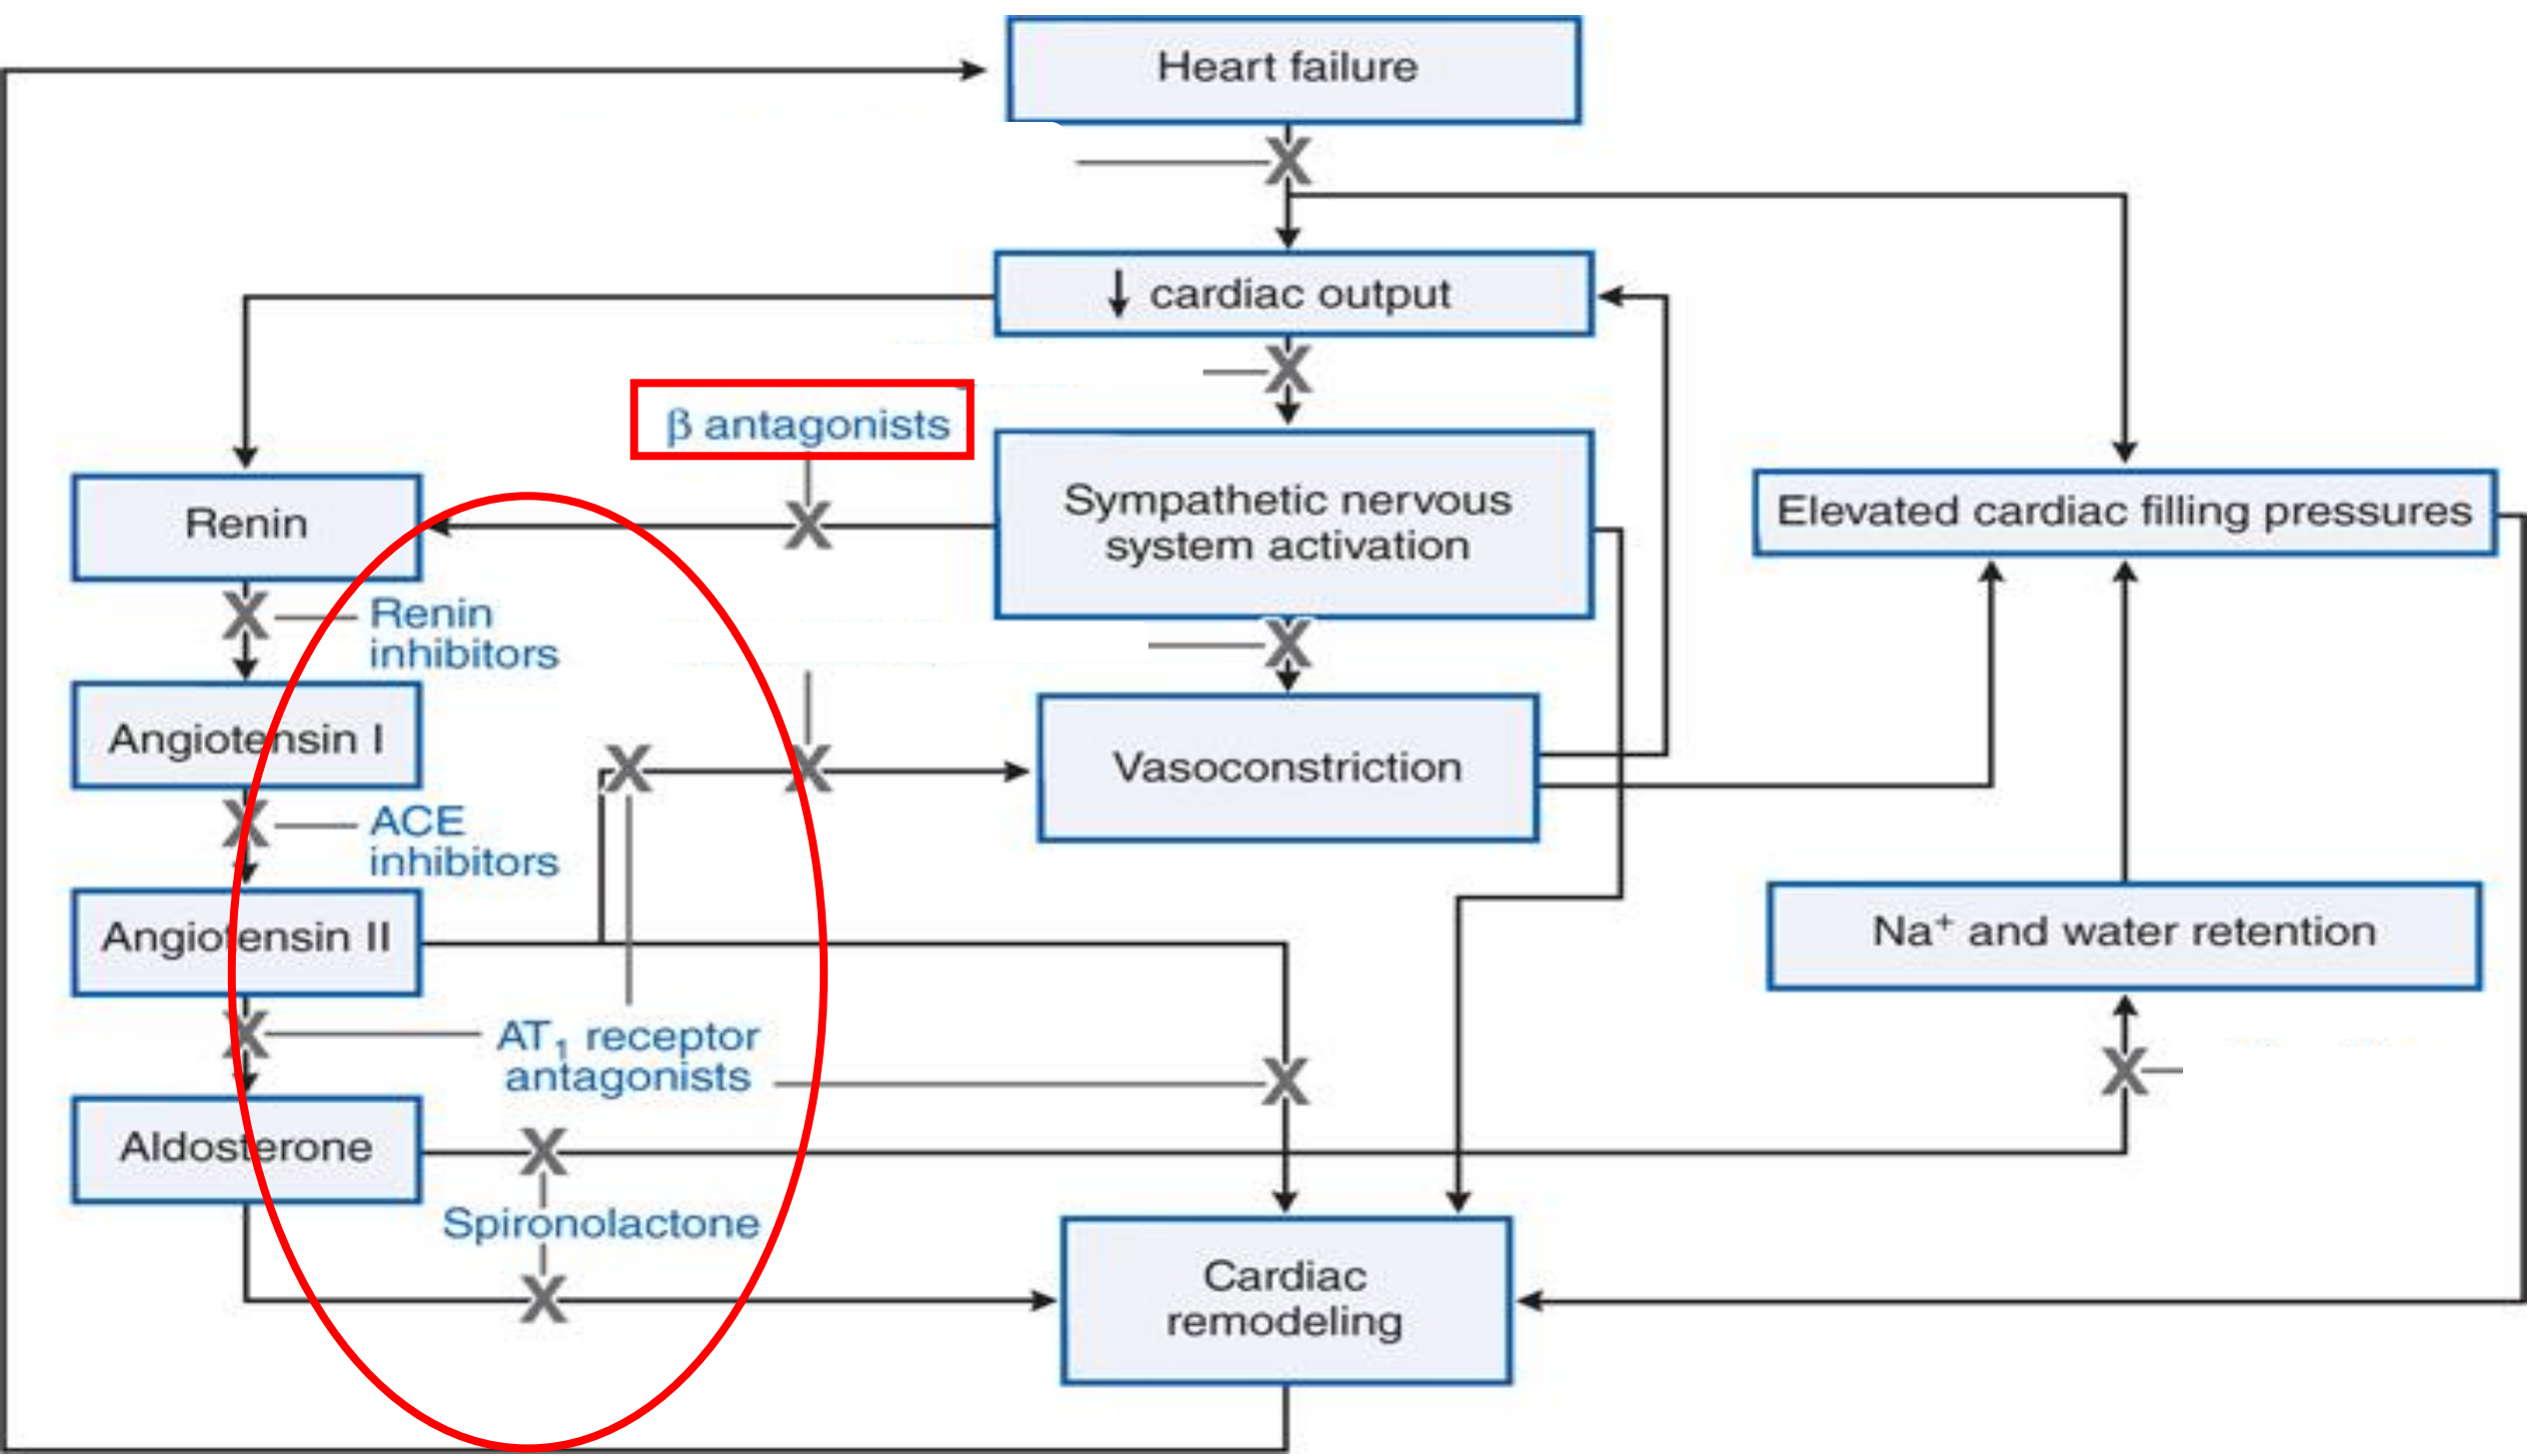 Heart failure
↓ cardiac output
β antagonists
Sympathetic nervous
system activation
Renin
Elevated cardiac filling pressures
Renin
inhibitors
Angiotensin I
Vasoconstriction
ACE
inhibitors
Angiotensin II
Na⁺ and water retention
AT₁ receptor
antagonists
Aldosterone
Spironolactone
Cardiac
remodeling